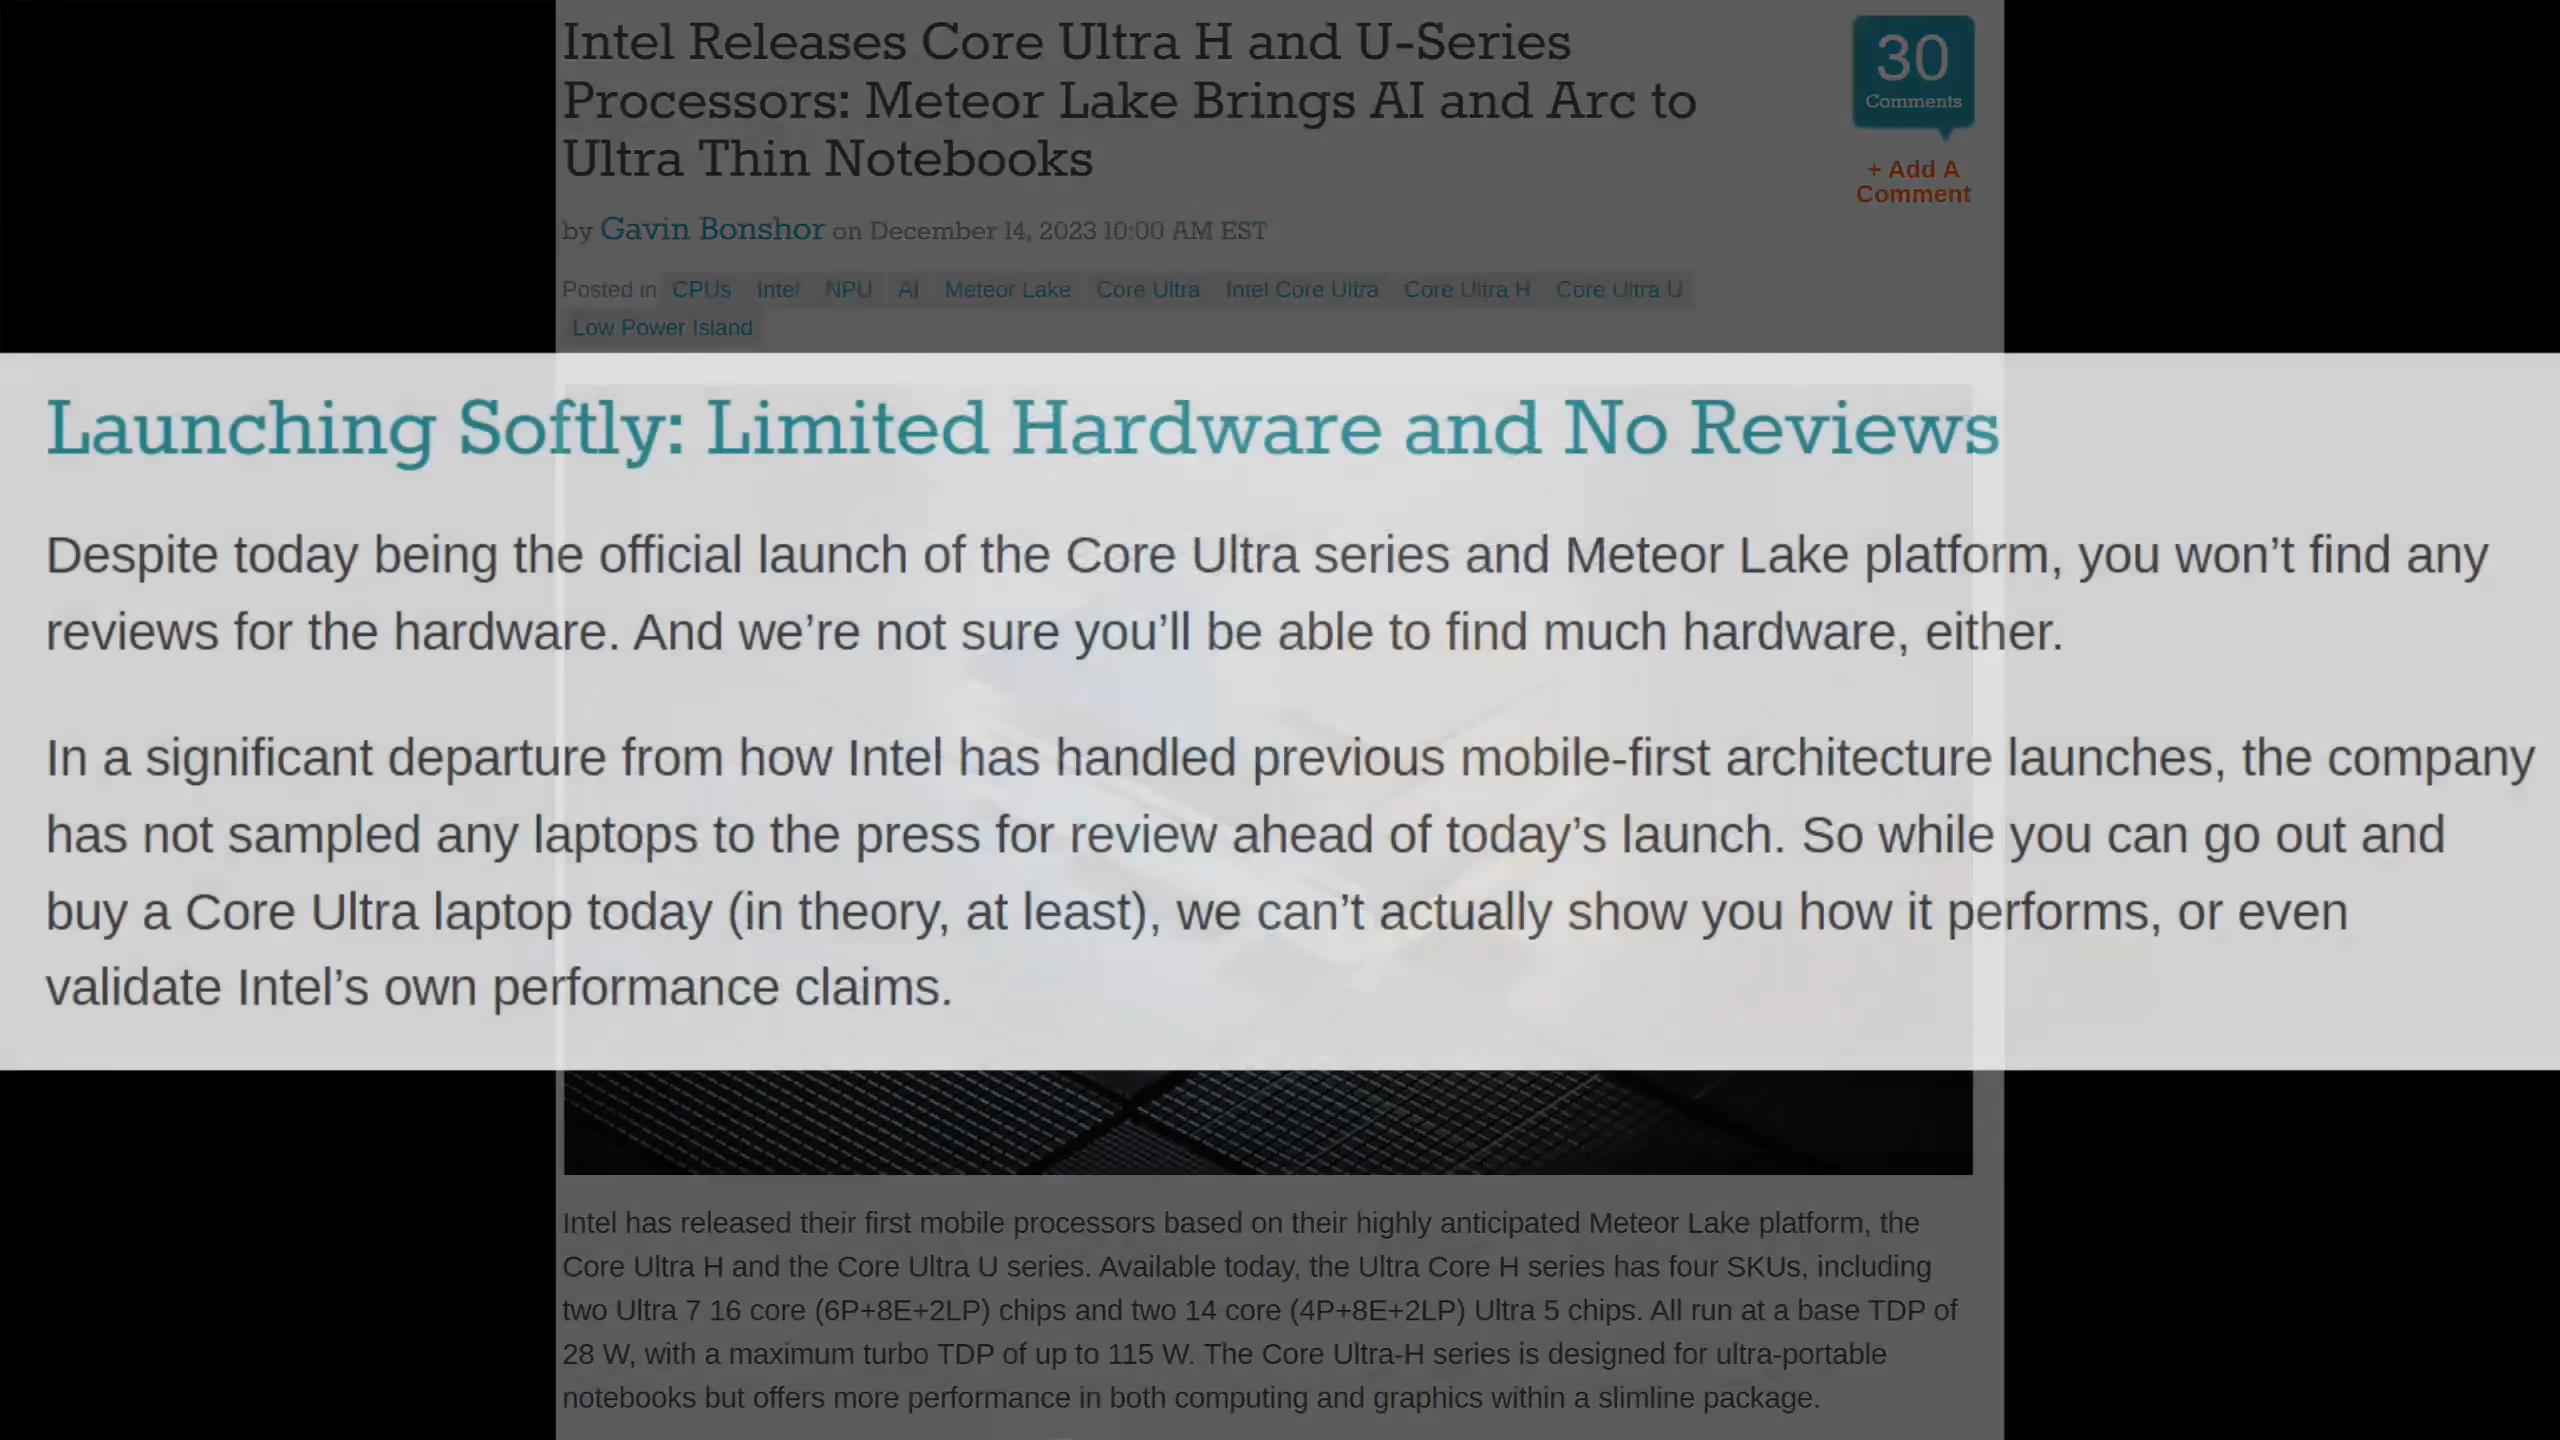 Intel Releases Core Ultra H and U-Series
Processors: Meteor Lake Brings AI and Arc to
Ultra Thin Notebooks
30
Comments
+ Add A
Comment
by Gavin Bonshor on December 14, 2023 10:00 AM EST
Posted in CPUs Intel NPU AI Meteor Lake Core Ultra Intel Core Ultra Core Ultra H Core Ultra U
Low Power Island
Launching Softly: Limited Hardware and No Reviews
Despite today being the official launch of the Core Ultra series and Meteor Lake platform, you won’t find any
reviews for the hardware. And we’re not sure you’ll be able to find much hardware, either.
In a significant departure from how Intel has handled previous mobile-first architecture launches, the company
has not sampled any laptops to the press for review ahead of today’s launch. So while you can go out and
buy a Core Ultra laptop today (in theory, at least), we can’t actually show you how it performs, or even
validate Intel’s own performance claims.
Intel has released their first mobile processors based on their highly anticipated Meteor Lake platform, the
Core Ultra H and the Core Ultra U series. Available today, the Ultra Core H series has four SKUs, including
two Ultra 7 16 core (6P+8E+2LP) chips and two 14 core (4P+8E+2LP) Ultra 5 chips. All run at a base TDP of
28 W, with a maximum turbo TDP of up to 115 W. The Core Ultra-H series is designed for ultra-portable
notebooks but offers more performance in both computing and graphics within a slimline package.